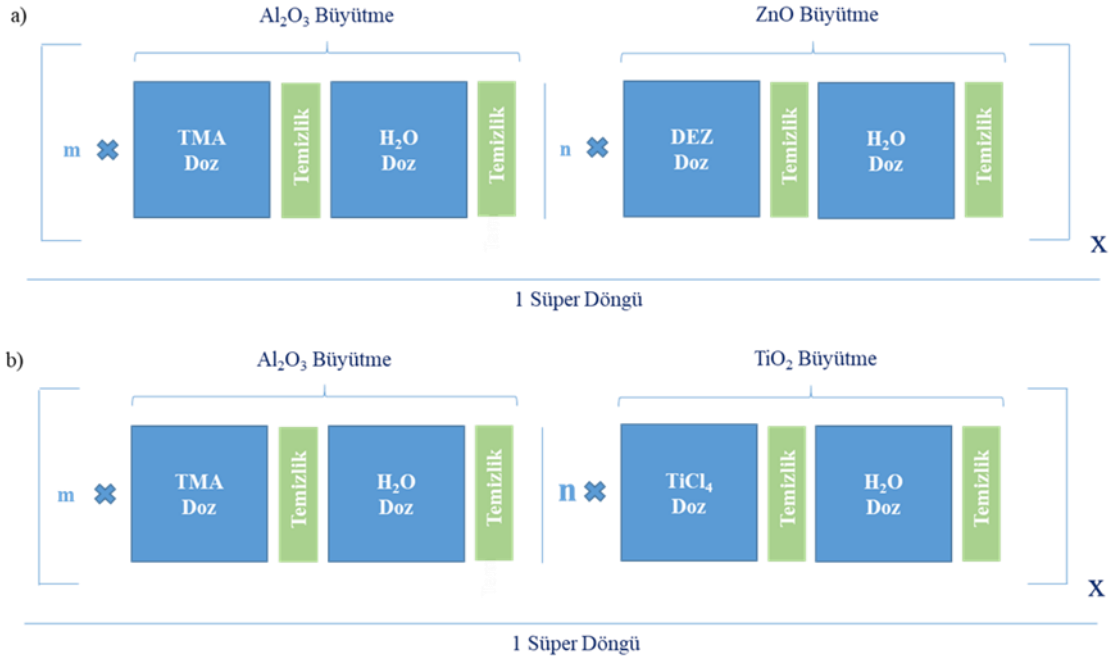 a)
Al₂O₃ Büyütme
ZnO Büyütme
m
TMA
Doz
Temizlik
H₂O
Doz
Temizlik
n
DEZ
Doz
Temizlik
H₂O
Doz
Temizlik
X
1 Süper Döngü
b)
Al₂O₃ Büyütme
TiO₂ Büyütme
m
TMA
Doz
Temizlik
H₂O
Doz
Temizlik
n
TiCl₄
Doz
Temizlik
H₂O
Doz
Temizlik
X
1 Süper Döngü